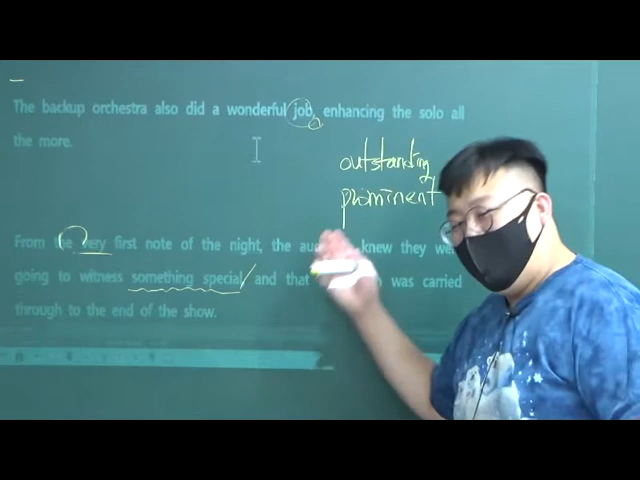 The backup orchestra also did a wonderful job, enhancing the solo all
the more.
outstanding
prominent
From the very first note of the night, the knew they
going to witness something special and that was carried
through to the end of the show.